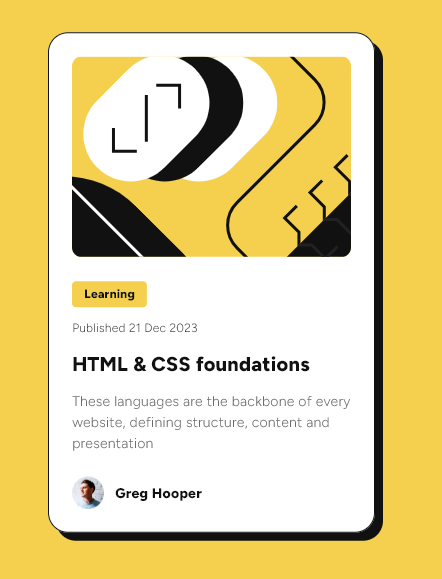 Learning
Published 21 Dec 2023
HTML & CSS foundations
These languages are the backbone of every
website, defining structure, content and
presentation
Greg Hooper